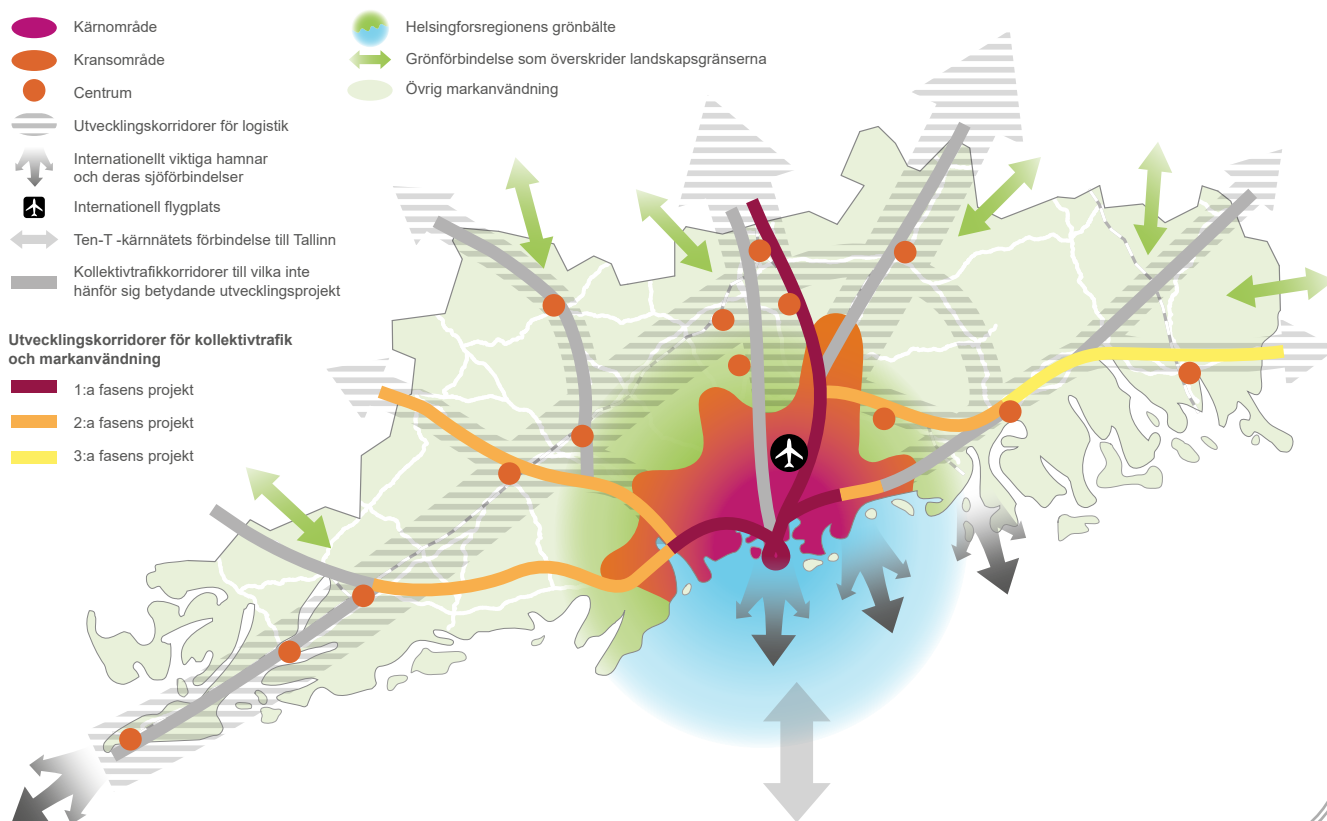 Kärnområde
Kransområde
Centrum
Utvecklingskorridorer för logistik
Internationellt viktiga hamnar
och deras sjöförbindelser
Internationell flygplats
Ten-T -kärnnätets förbindelse till Tallinn
Kollektivtrafikkorridorer till vilka inte
hänför sig betydande utvecklingsprojekt
Utvecklingskorridorer för kollektivtrafik
och markanvändning
1:a fasens projekt
2:a fasens projekt
3:a fasens projekt
Helsingforsregionens grönbälte
Grönförbindelse som överskrider landskapsgränserna
Övrig markanvändning